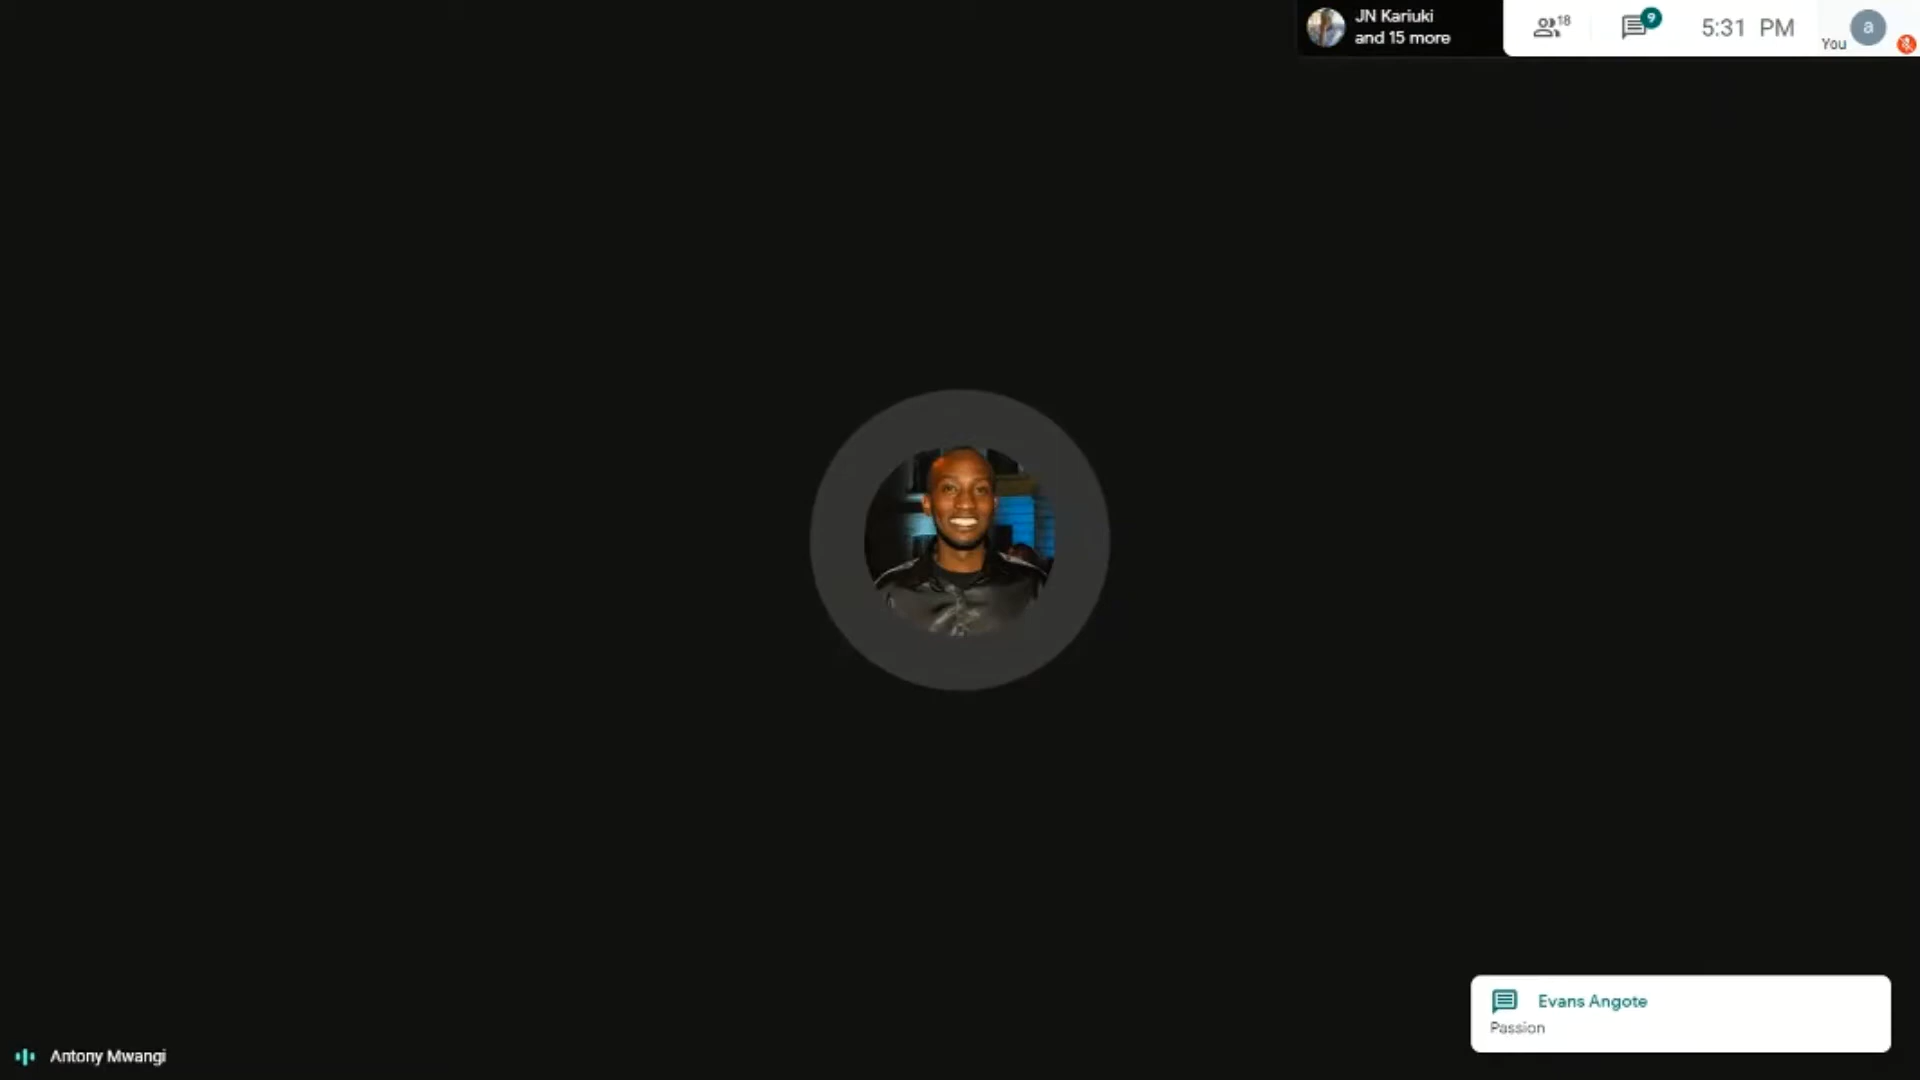 JN Kariuki
and 15 more
18
9
5:31 PM
You
a
Evans Angote
Passion
Antony Mwangi